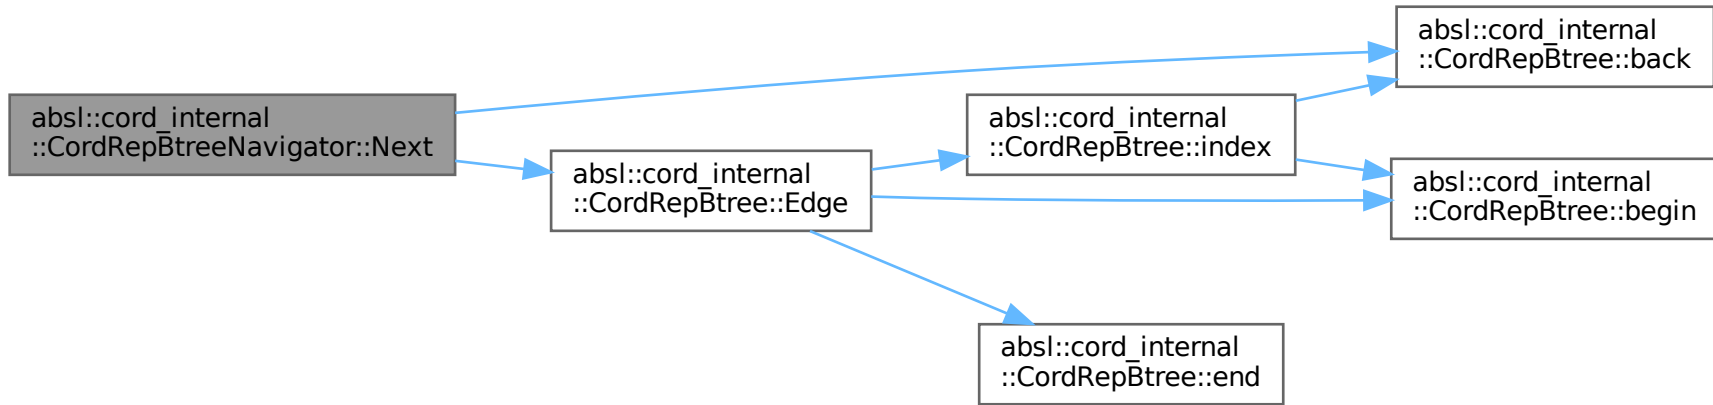 absl::cord_internal
::CordRepBtreeNavigator::Next
absl::cord_internal
::CordRepBtree::Edge
absl::cord_internal
::CordRepBtree::index
absl::cord_internal
::CordRepBtree::back
absl::cord_internal
::CordRepBtree::begin
absl::cord_internal
::CordRepBtree::end